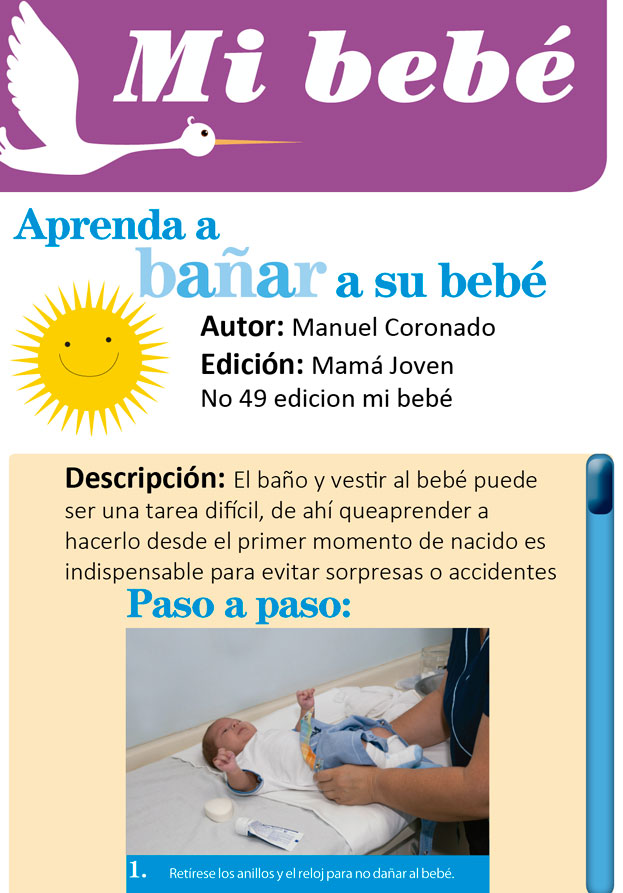 Mi bebé
Aprenda a
bañar a su bebé
Autor: Manuel Coronado
Edición: Mamá Joven
No 49 edicion mi bebé
Descripción: El baño y vestir al bebé puede
ser una tarea difícil, de ahí queaprender a
hacerlo desde el primer momento de nacido es
indispensable para evitar sorpresas o accidentes
Paso a paso:
1. Retírese los anillos y el reloj para no dañar al bebé.